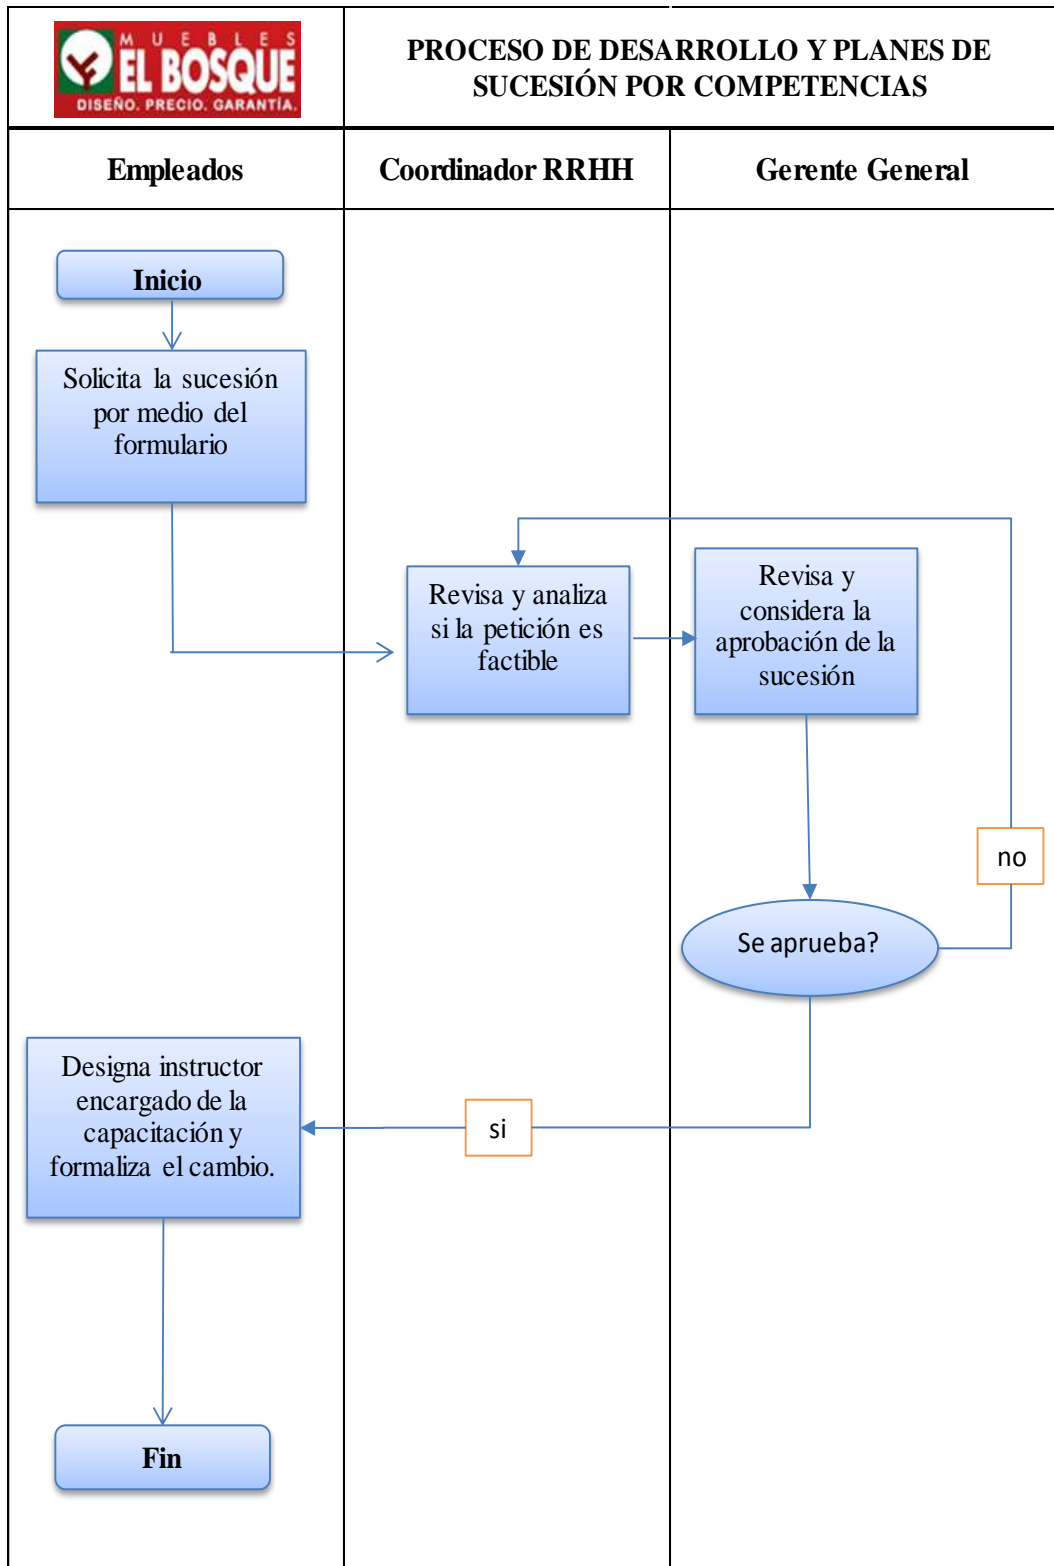 MUEBLES
EL BOSQUE
DISEÑO. PRECIO. GARANTÍA.
PROCESO DE DESARROLLO Y PLANES DE
SUCESIÓN POR COMPETENCIAS
Empleados
Coordinador RRHH
Gerente General
Inicio
Solicita la sucesión
por medio del
formulario
Revisa y analiza
si la petición es
factible
Revisa y
considera la
aprobación de la
sucesión
no
Se aprueba?
si
Designa instructor
encargado de la
capacitación y
formaliza el cambio.
Fin